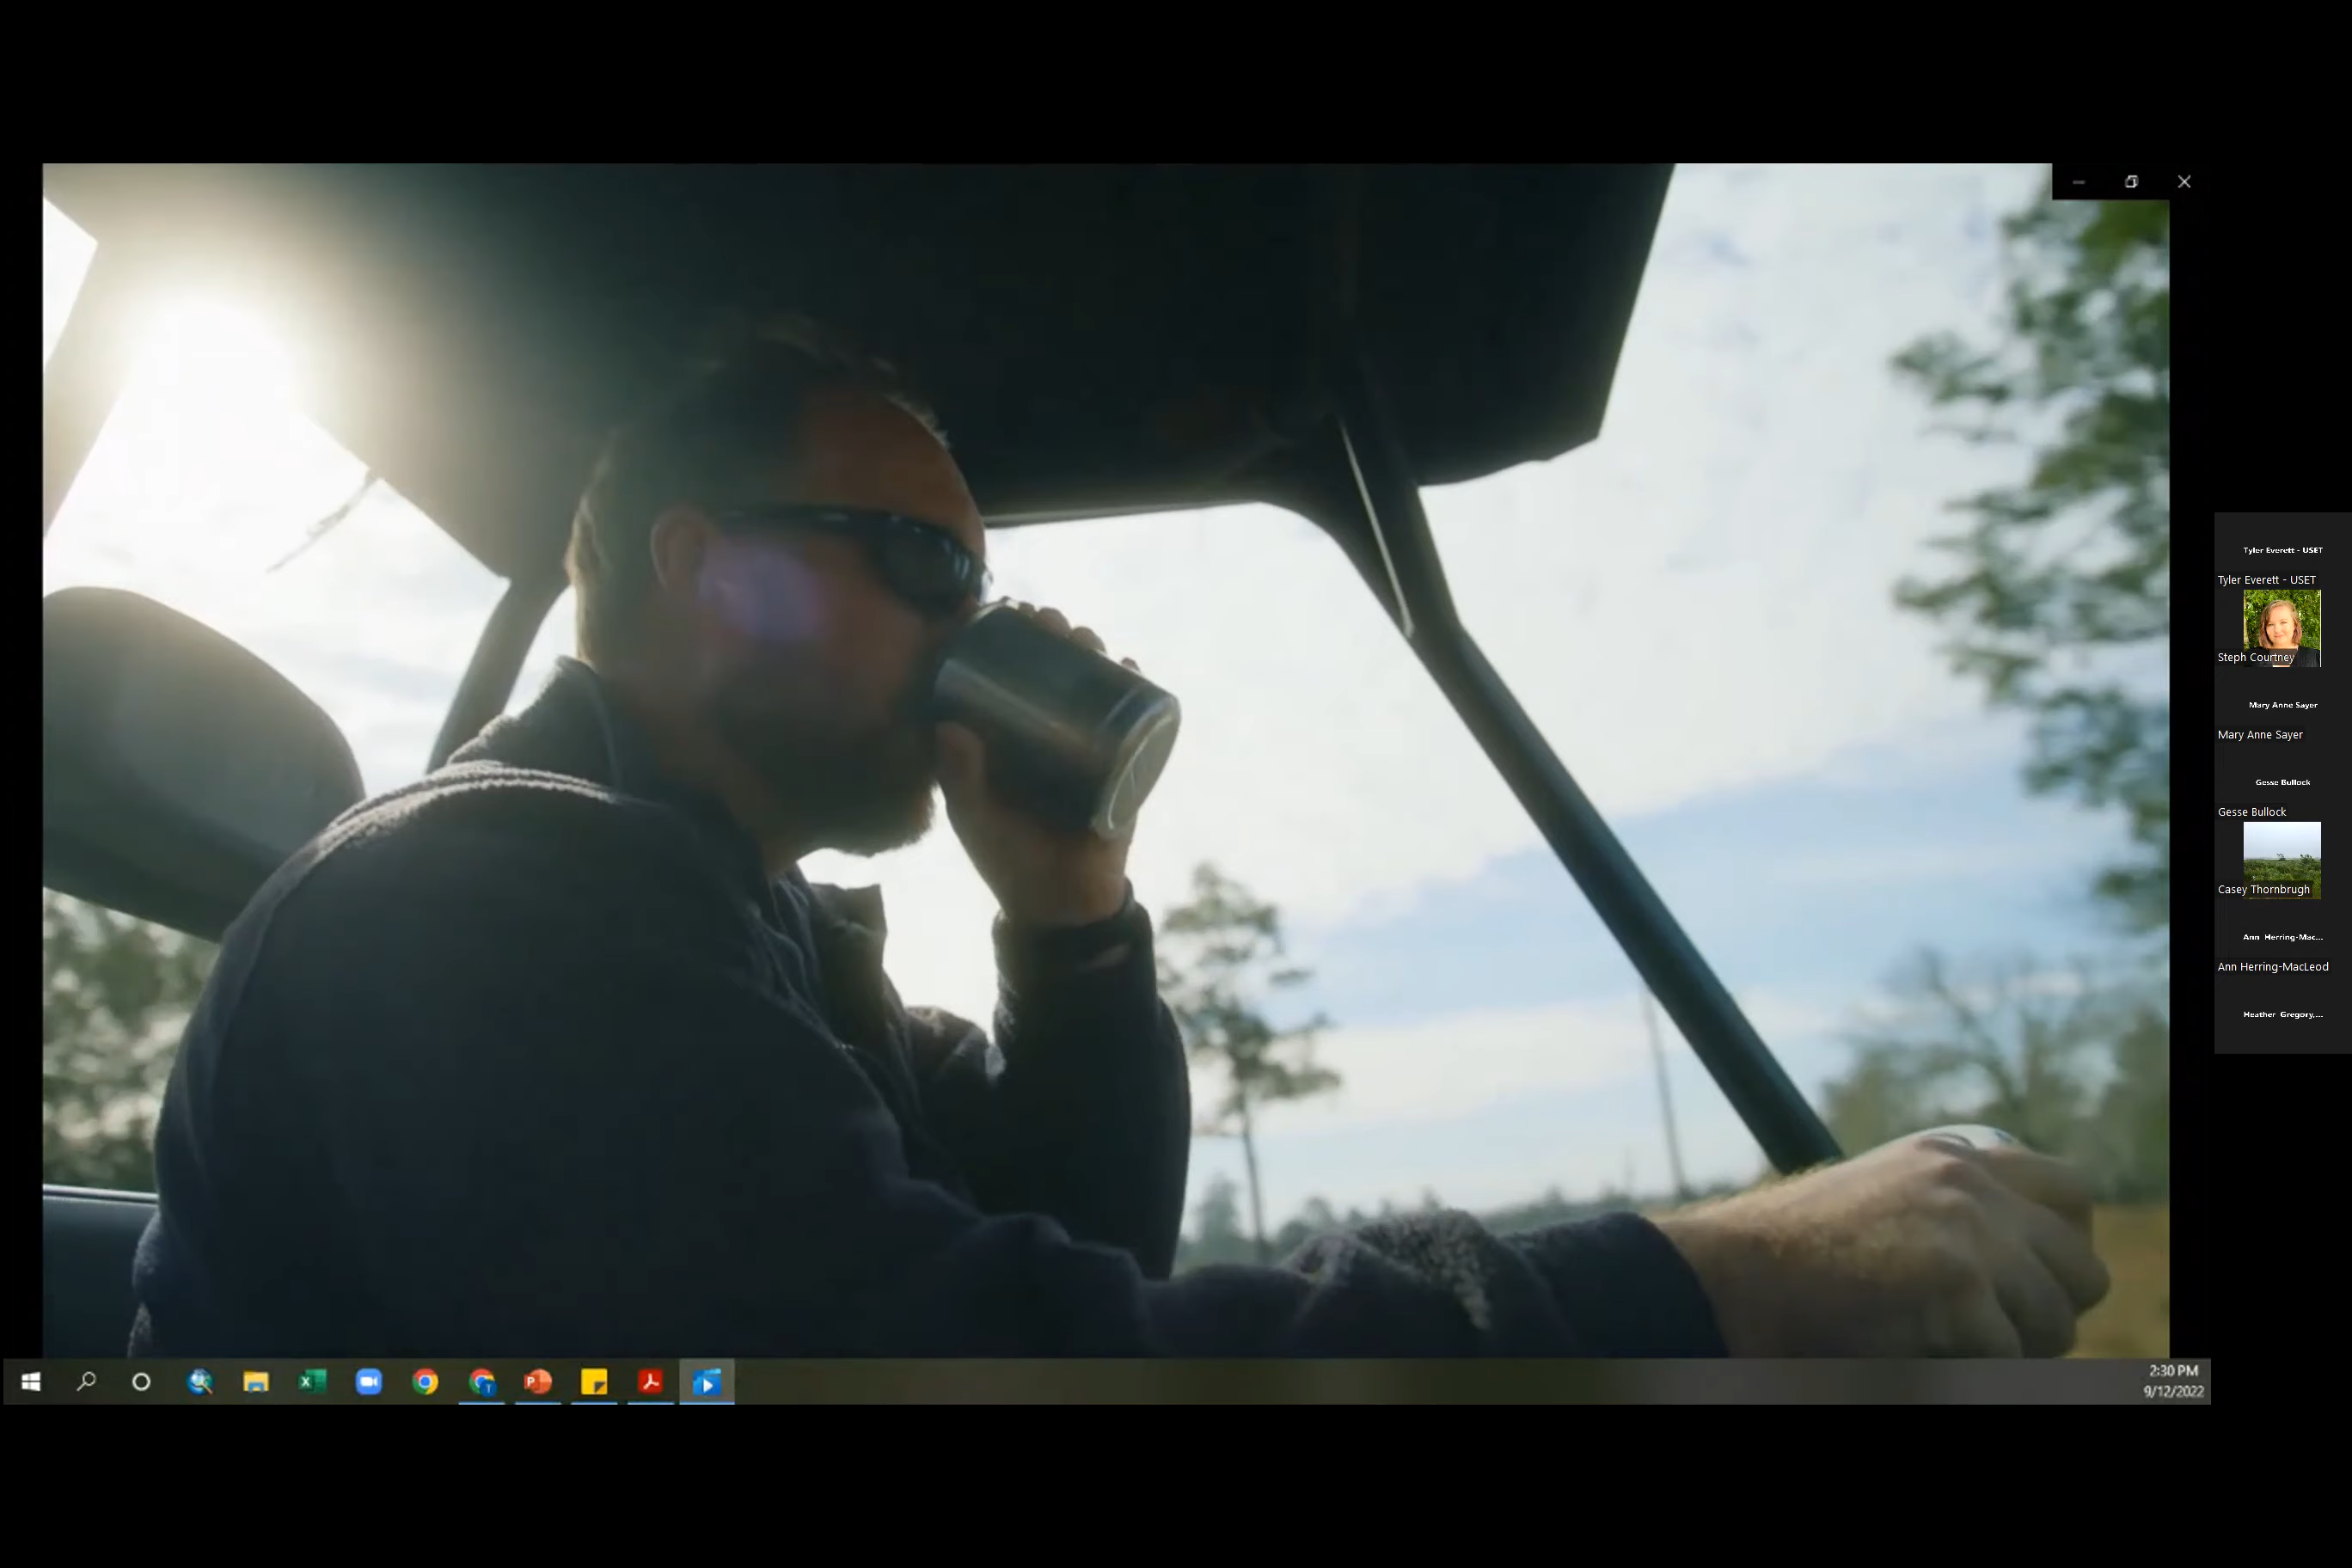 Tyler Everett - USET
Tyler Everett - USET
Steph Courtney
Mary Anne Sayer
Mary Anne Sayer
Gesse Bullock
Gesse Bullock
Casey Thornbrugh
Ann Herring-Mac...
Ann Herring-MacLeod
Heather Gregory,...
2:30 PM
9/12/2022